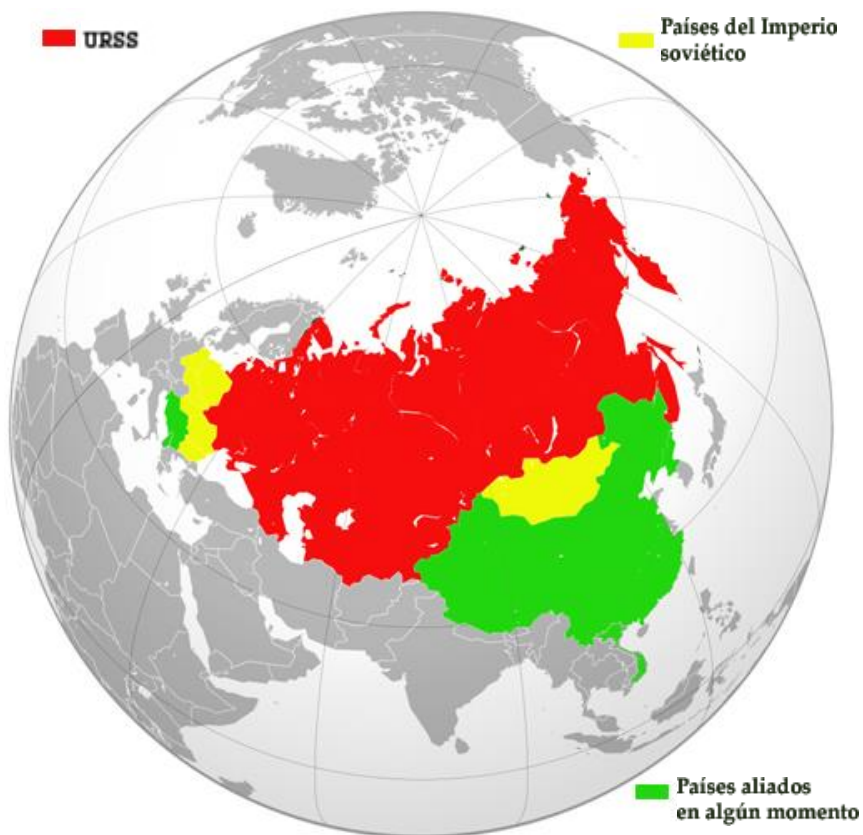 URSS
Países del Imperio
soviético
Países aliados
en algún momento